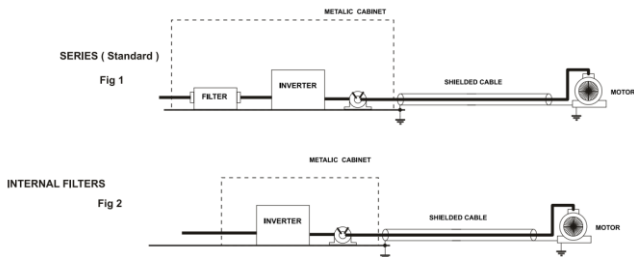 METALIC CABINET
SERIES ( Standard )
Fig 1
FILTER
INVERTER
SHIELDED CABLE
MOTOR
METALIC CABINET
INTERNAL FILTERS
Fig 2
INVERTER
SHIELDED CABLE
MOTOR